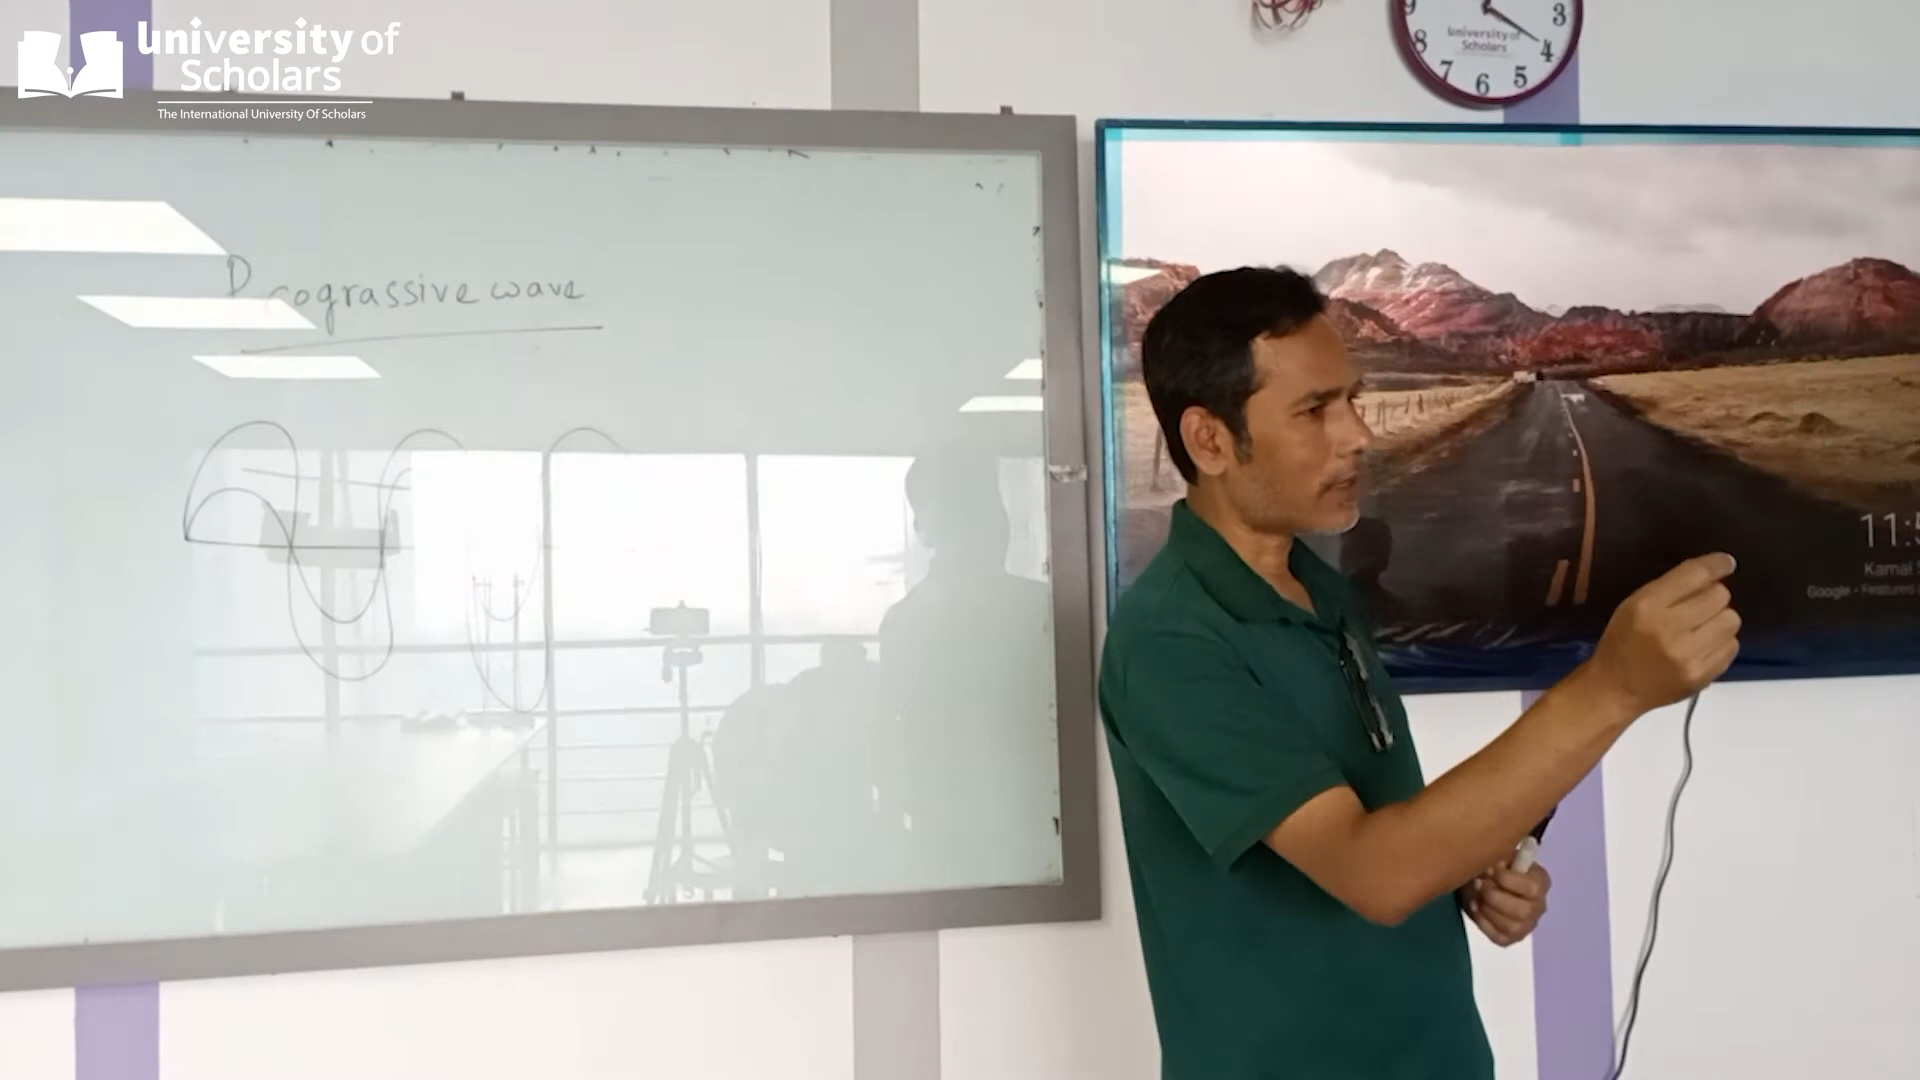 University of
Scholars
The International University Of Scholars
Prograssive wave
9
8
7
6
5
4
3
University of
Scholars
11:5
Kamal S
Google - Featured